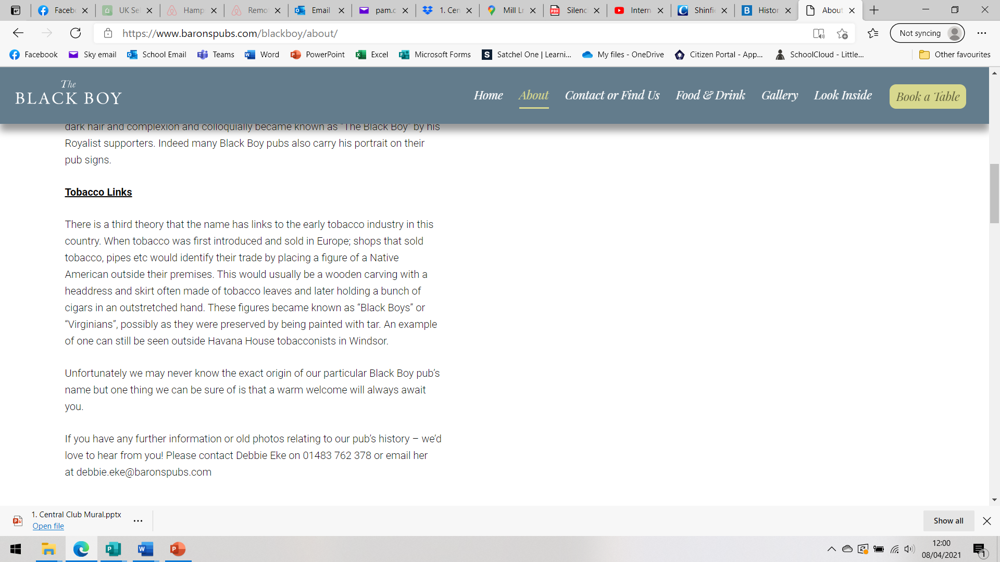 Faceb
UK Sel
Hamp
Remo
Email
pam.c
1. Cen
Mill Ln
Silenc
Intern
Shinfi
Histor
About
https://www.baronspubs.com/blackboy/about/
Not syncing
Facebook
Sky email
School Email
Teams
Word
PowerPoint
Excel
Microsoft Forms
Satchel One | Learni...
My files - OneDrive
Citizen Portal - App...
SchoolCloud - Little...
Other favourites
The
BLACK BOY
Home
About
Contact or Find Us
Food & Drink
Gallery
Look Inside
Book a Table
dark hair and complexion and colloquially became known as “The Black Boy” by his
Royalist supporters. Indeed many Black Boy pubs also carry his portrait on their
pub signs.
Tobacco Links
There is a third theory that the name has links to the early tobacco industry in this
country. When tobacco was first introduced and sold in Europe; shops that sold
tobacco, pipes etc would identify their trade by placing a figure of a Native
American outside their premises. This would usually be a wooden carving with a
headdress and skirt often made of tobacco leaves and later holding a bunch of
cigars in an outstretched hand. These figures became known as “Black Boys” or
“Virginians”, possibly as they were preserved by being painted with tar. An example
of one can still be seen outside Havana House tobacconists in Windsor.
Unfortunately we may never know the exact origin of our particular Black Boy pub’s
name but one thing we can be sure of is that a warm welcome will always await
you.
If you have any further information or old photos relating to our pub’s history – we’d
love to hear from you! Please contact Debbie Eke on 01483 762 378 or email her
at debbie.eke@baronspubs.com
1. Central Club Mural.pptx
Open file
Show all
12:00
08/04/2021
1